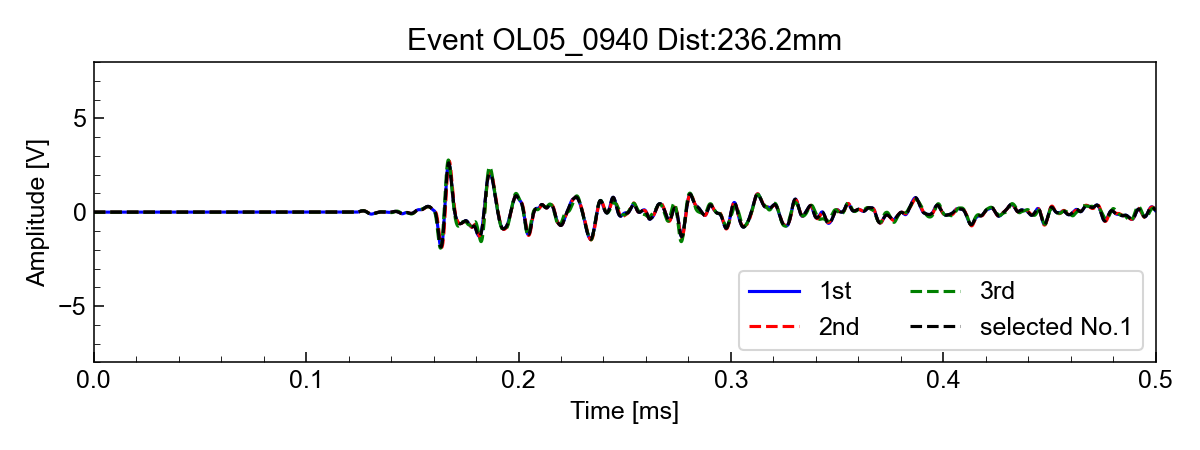 Event OL05_0940 Dist:236.2mm
Amplitude [V]
5
0
−5
1st
2nd
3rd
selected No.1
0.0 0.1 0.2 0.3 0.4 0.5
Time [ms]